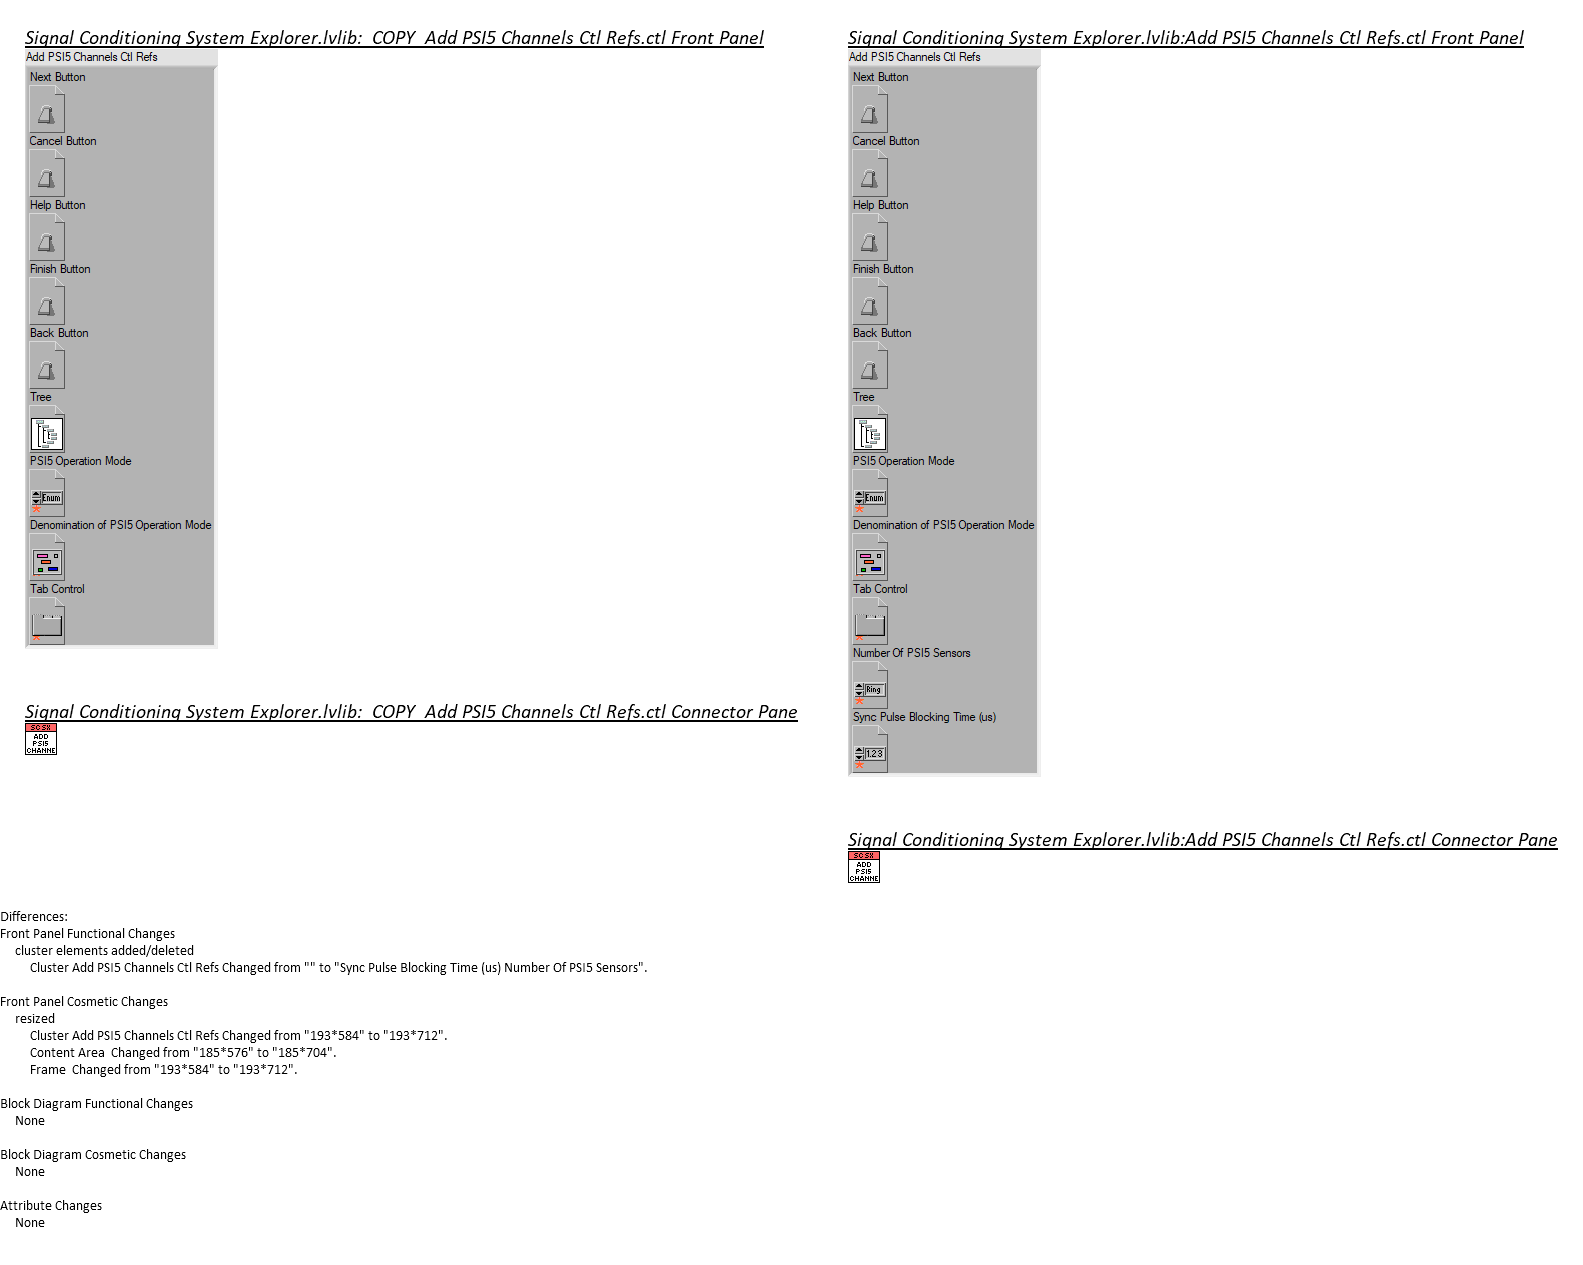 Signal Conditioning System Explorer.lvlib:  COPY  Add PSI5 Channels Ctl Refs.ctl Front Panel
Add PSI5 Channels Ctl Refs
Next Button
Cancel Button
Help Button
Finish Button
Back Button
Tree
PSI5 Operation Mode
Enum
Denomination of PSI5 Operation Mode
Tab Control
Signal Conditioning System Explorer.lvlib:  COPY  Add PSI5 Channels Ctl Refs.ctl Connector Pane
SCSX
ADD
PSI5
CHANNE
Signal Conditioning System Explorer.lvlib:Add PSI5 Channels Ctl Refs.ctl Front Panel
Add PSI5 Channels Ctl Refs
Next Button
Cancel Button
Help Button
Finish Button
Back Button
Tree
PSI5 Operation Mode
Enum
Denomination of PSI5 Operation Mode
Tab Control
Number Of PSI5 Sensors
Ring
Sync Pulse Blocking Time (us)
1.23
Signal Conditioning System Explorer.lvlib:Add PSI5 Channels Ctl Refs.ctl Connector Pane
SCSX
ADD
PSI5
CHANNE
Differences:
Front Panel Functional Changes
cluster elements added/deleted
Cluster Add PSI5 Channels Ctl Refs Changed from "" to "Sync Pulse Blocking Time (us) Number Of PSI5 Sensors".
Front Panel Cosmetic Changes
resized
Cluster Add PSI5 Channels Ctl Refs Changed from "193*584" to "193*712".
Content Area  Changed from "185*576" to "185*704".
Frame  Changed from "193*584" to "193*712".
Block Diagram Functional Changes
None
Block Diagram Cosmetic Changes
None
Attribute Changes
None